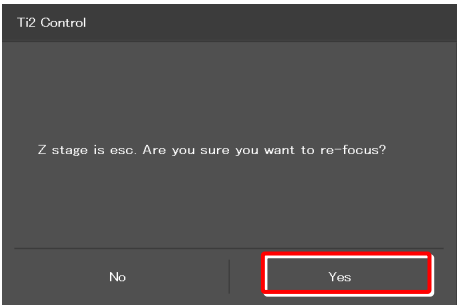 Ti2 Control
Z stage is esc. Are you sure you want to re-focus?
No
Yes